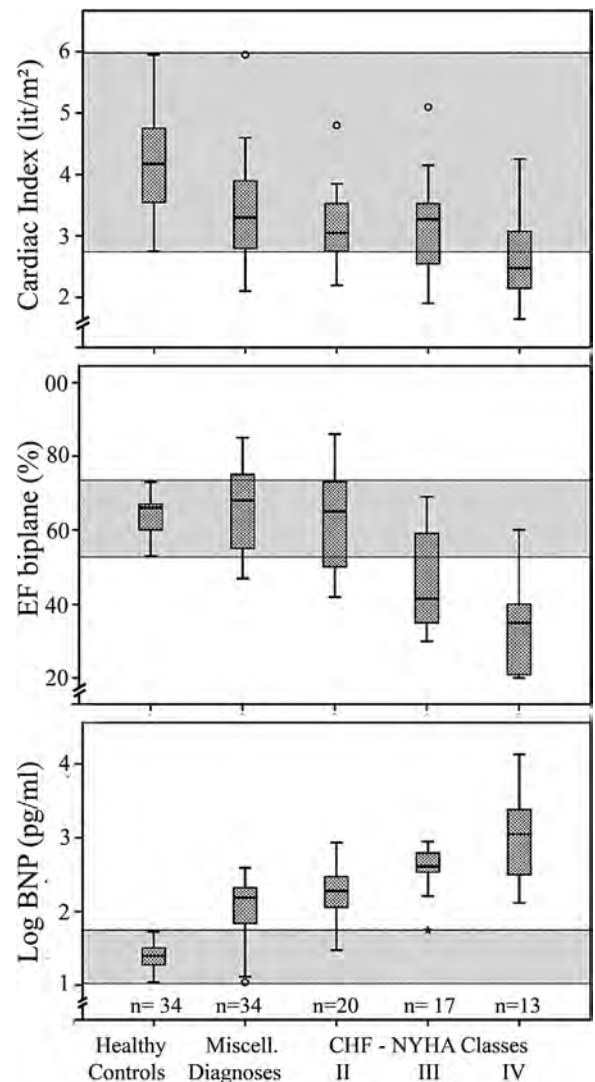 Cardiac Index (lit/m²)
6
5
4
3
2
EF biplane (%)
00
80
60
40
20
Log BNP (pg/ml)
4
3
2
1
n= 34 n=34 n=20 n= 17 n=13
Healthy Miscell. CHF - NYHA Classes
Controls Diagnoses II III IV